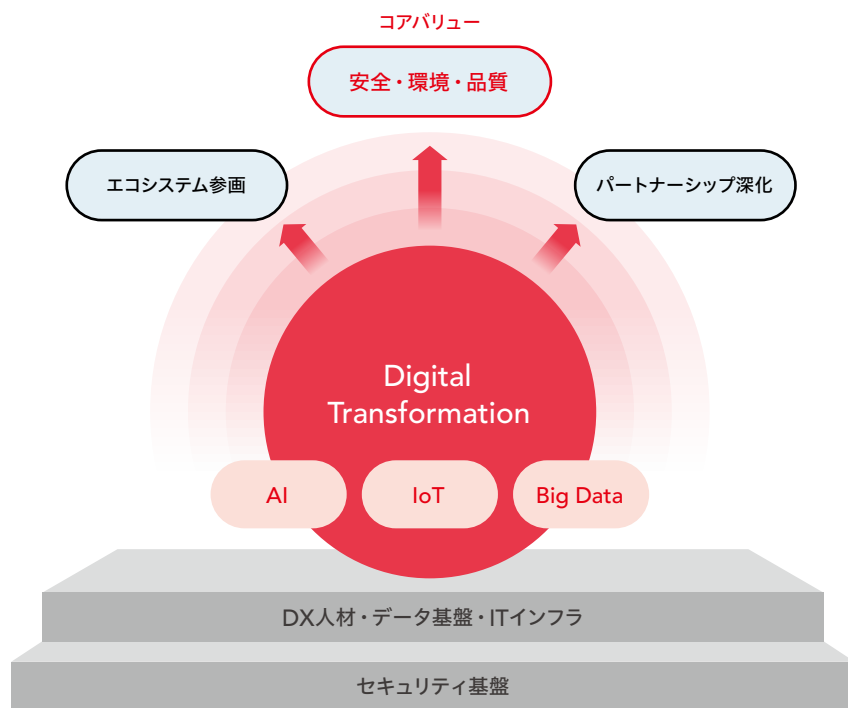 コアバリュー
安全・環境・品質
エコシステム参画
パートナーシップ深化
Digital
Transformation
AI
IoT
Big Data
DX人材・データ基盤・ITインフラ
セキュリティ基盤